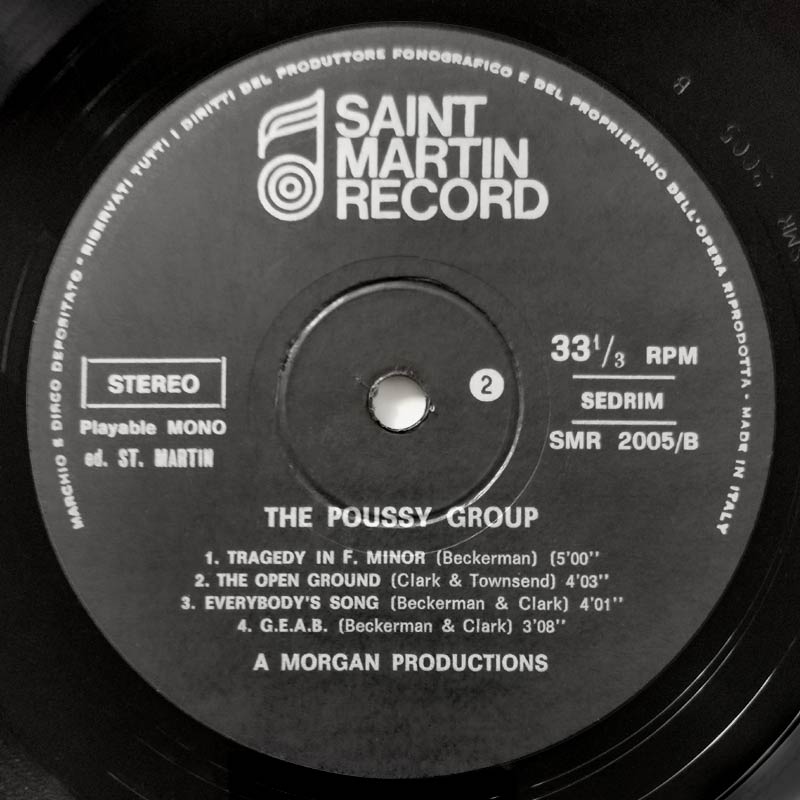 MARCHIO E DISCO DEPOSITATO · RISERVATI TUTTI I DIRITTI DEL PRODUTTORE FONOGRAFICO E DEL PROPRIETARIO DELL'OPERA RIPRODOTTA · MADE IN ITALY
SAINT
MARTIN
RECORD
SMR 2005 B
STEREO
Playable MONO
ed. ST. MARTIN
2
33 1/3 RPM
SEDRIM
SMR 2005/B
THE POUSSY GROUP
1. TRAGEDY IN F. MINOR (Beckerman) (5'00"
2. THE OPEN GROUND (Clark & Townsend) 4'03"
3. EVERYBODY'S SONG (Beckerman & Clark) 4'01"
4. G.E.A.B. (Beckerman & Clark) 3'08"
A MORGAN PRODUCTIONS